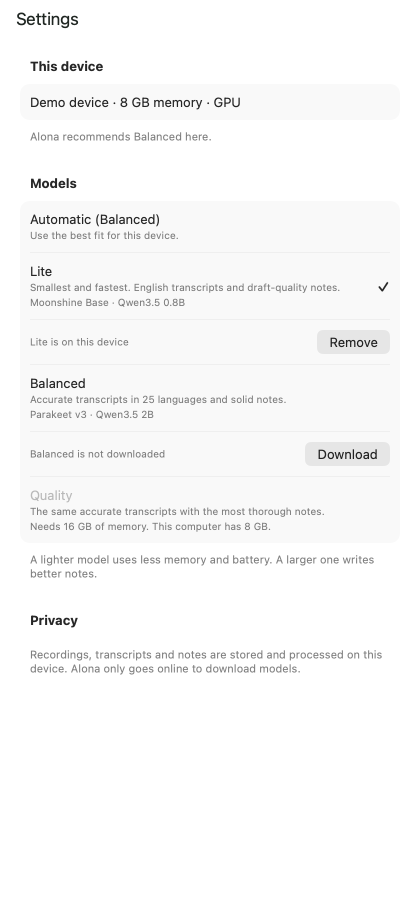 Settings
This device
Demo device · 8 GB memory · GPU
Alona recommends Balanced here.
Models
Automatic (Balanced)
Use the best fit for this device.
Lite
Smallest and fastest. English transcripts and draft-quality notes.
Moonshine Base · Qwen3.5 0.8B
Lite is on this device
Remove
Balanced
Accurate transcripts in 25 languages and solid notes.
Parakeet v3 · Qwen3.5 2B
Balanced is not downloaded
Download
Quality
The same accurate transcripts with the most thorough notes.
Needs 16 GB of memory. This computer has 8 GB.
A lighter model uses less memory and battery. A larger one writes
better notes.
Privacy
Recordings, transcripts and notes are stored and processed on this
device. Alona only goes online to download models.